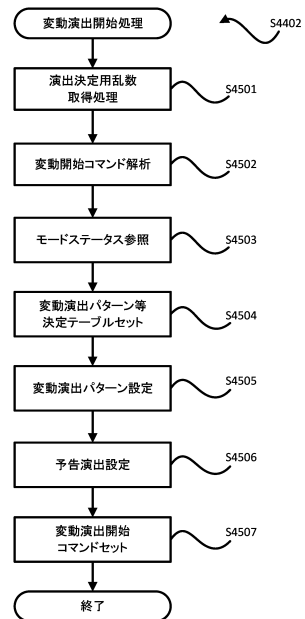 変動演出開始処理
S4402
演出決定用乱数
取得処理
S4501
変動開始コマンド解析
S4502
モードステータス参照
S4503
変動演出パターン等
決定テーブルセット
S4504
変動演出パターン設定
S4505
予告演出設定
S4506
変動演出開始
コマンドセット
S4507
終了